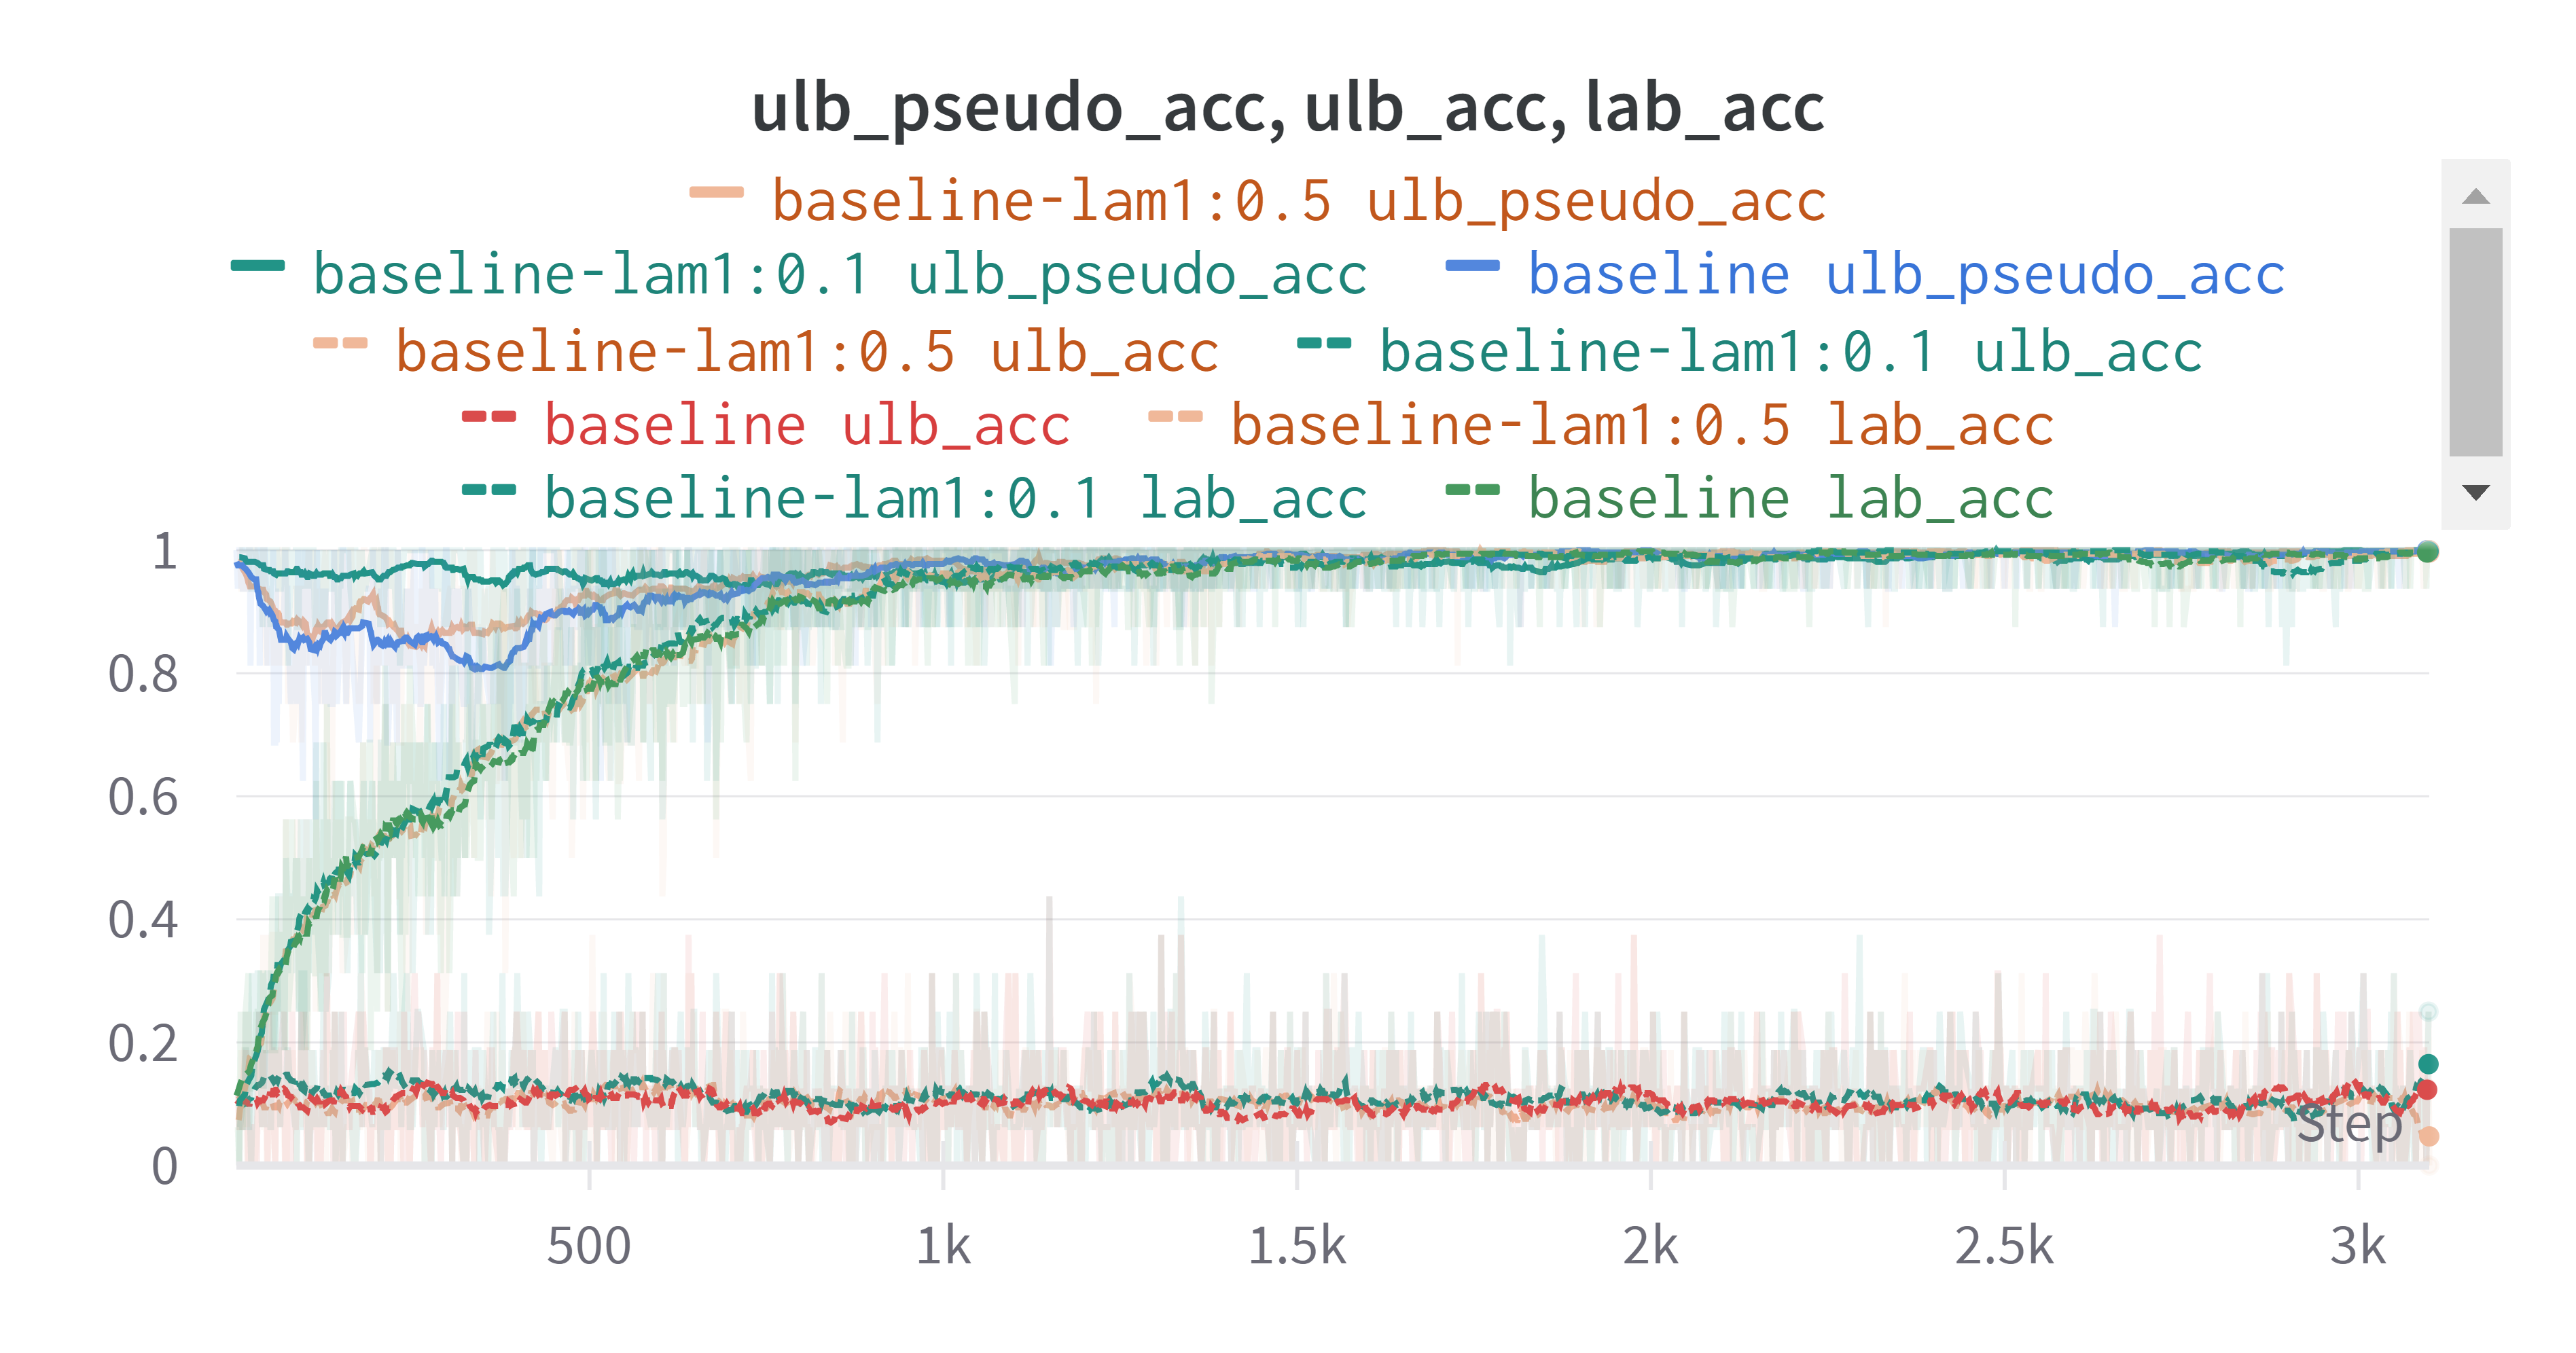 ulb_pseudo_acc, ulb_acc, lab_acc
baseline-lam1:0.5 ulb_pseudo_acc
baseline-lam1:0.1 ulb_pseudo_acc baseline ulb_pseudo_acc
baseline-lam1:0.5 ulb_acc baseline-lam1:0.1 ulb_acc
baseline ulb_acc baseline-lam1:0.5 lab_acc
baseline-lam1:0.1 lab_acc baseline lab_acc
1
0.8
0.6
0.4
0.2
0
Step
500 1k 1.5k 2k 2.5k 3k